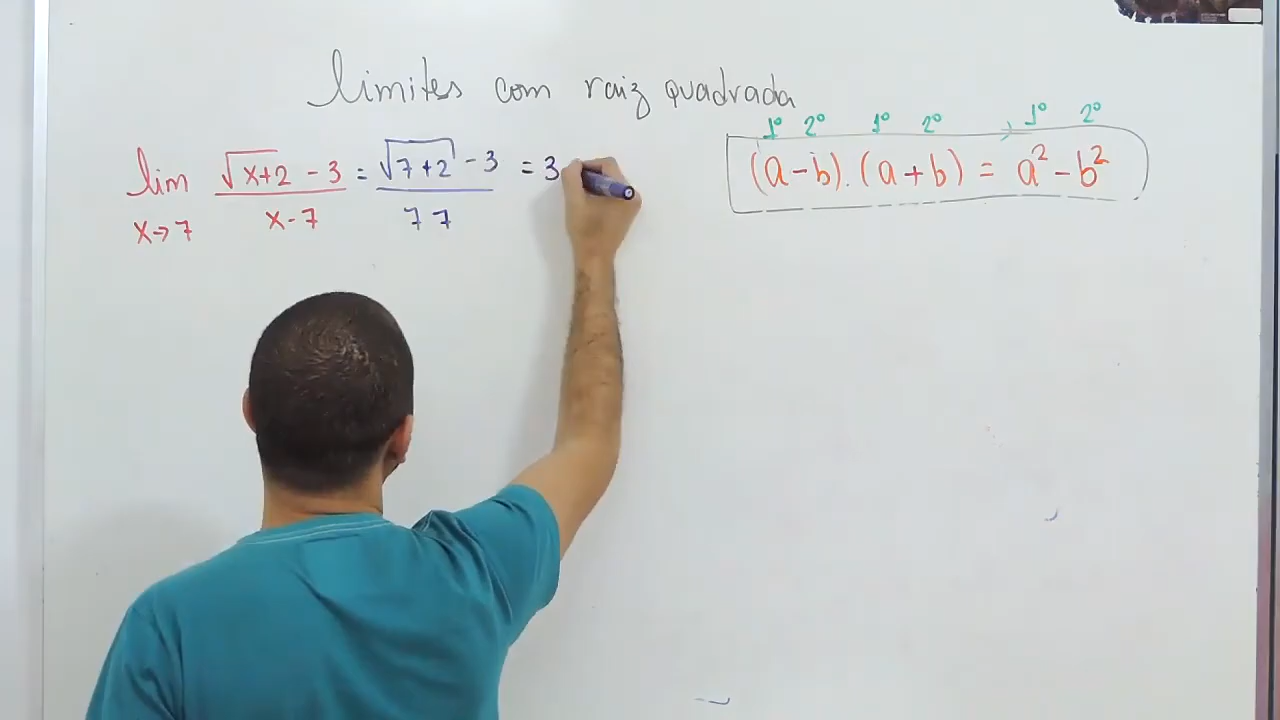 Limites com raiz quadrada
1º 2º 1º 2º 1º 2º
(a-b).(a+b) = a² - b²
lim x→7 √x+2 - 3 / x-7 = √7+2 - 3 / 7 7 = 3